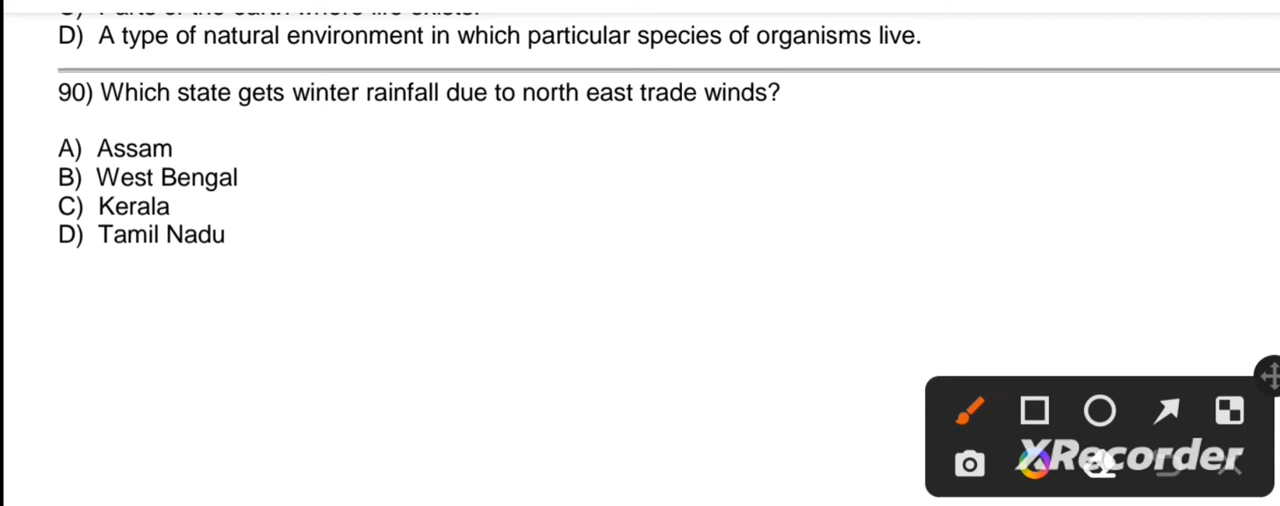 D) A type of natural environment in which particular species of organisms live.
90) Which state gets winter rainfall due to north east trade winds?
A) Assam
B) West Bengal
C) Kerala
D) Tamil Nadu
XRecorder